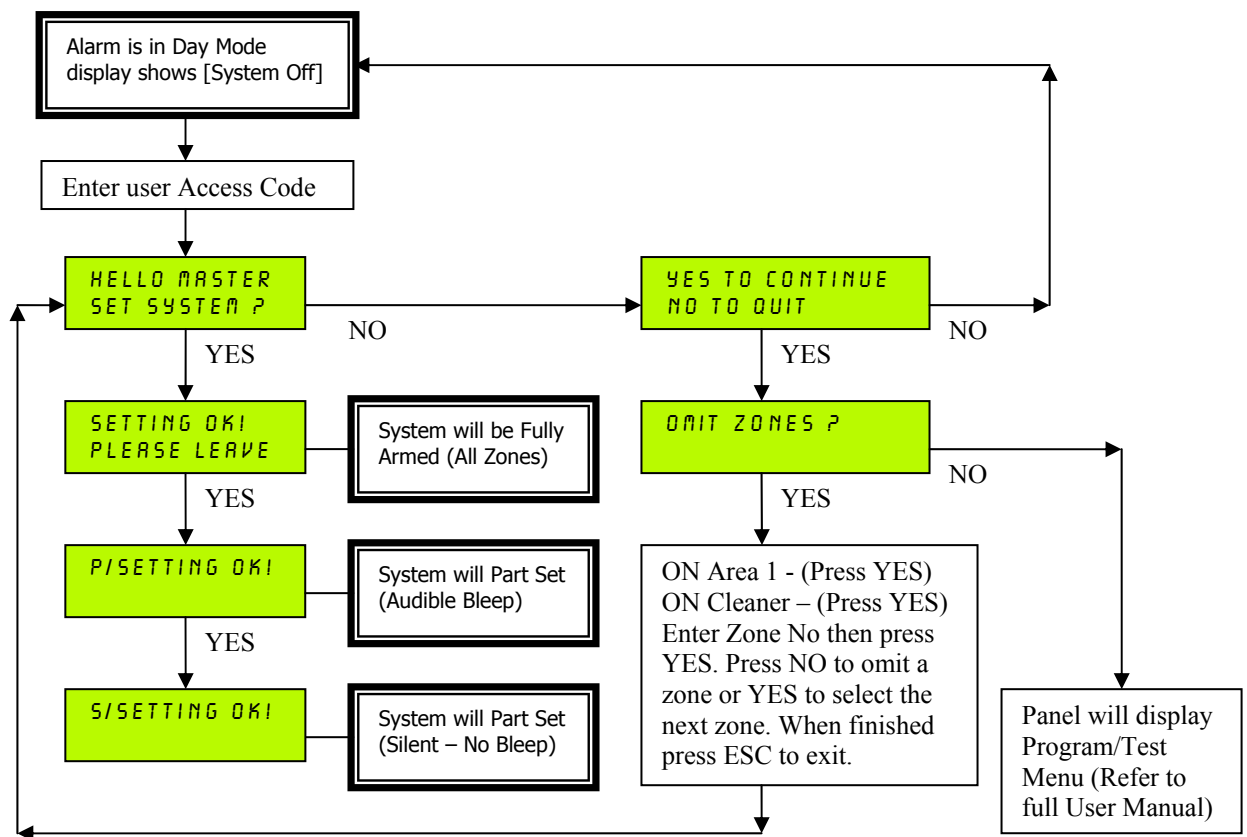 Alarm is in Day Mode
display shows [System Off]
Enter user Access Code
HELLO MASTER
SET SYSTEM ?
NO
YES
YES TO CONTINUE
NO TO QUIT
NO
YES
SETTING OK!
PLEASE LEAVE
System will be Fully
Armed (All Zones)
YES
OMIT ZONES ?
NO
YES
P/SETTING OK!
System will Part Set
(Audible Bleep)
YES
S/SETTING OK!
System will Part Set
(Silent – No Bleep)
ON Area 1 - (Press YES)
ON Cleaner – (Press YES)
Enter Zone No then press
YES. Press NO to omit a
zone or YES to select the
next zone. When finished
press ESC to exit.
Panel will display
Program/Test
Menu (Refer to
full User Manual)